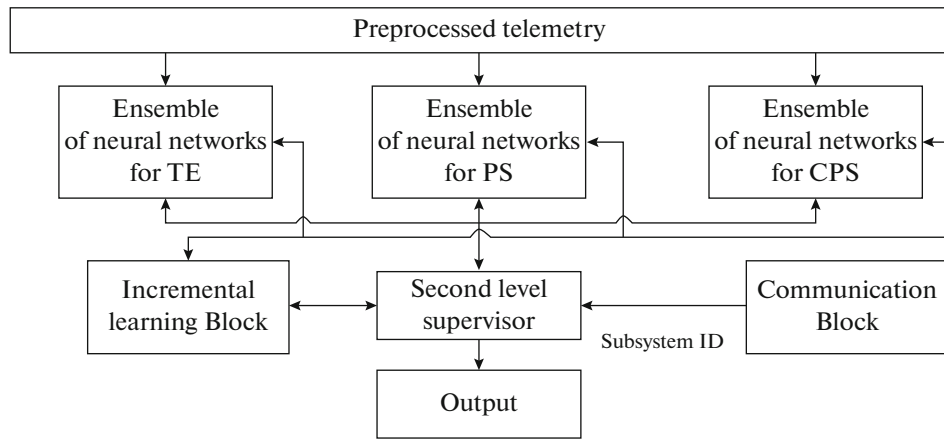 Preprocessed telemetry
Ensemble
of neural networks
for TE
Ensemble
of neural networks
for PS
Ensemble
of neural networks
for CPS
Incremental
learning Block
Second level
supervisor
Communication
Block
Subsystem ID
Output